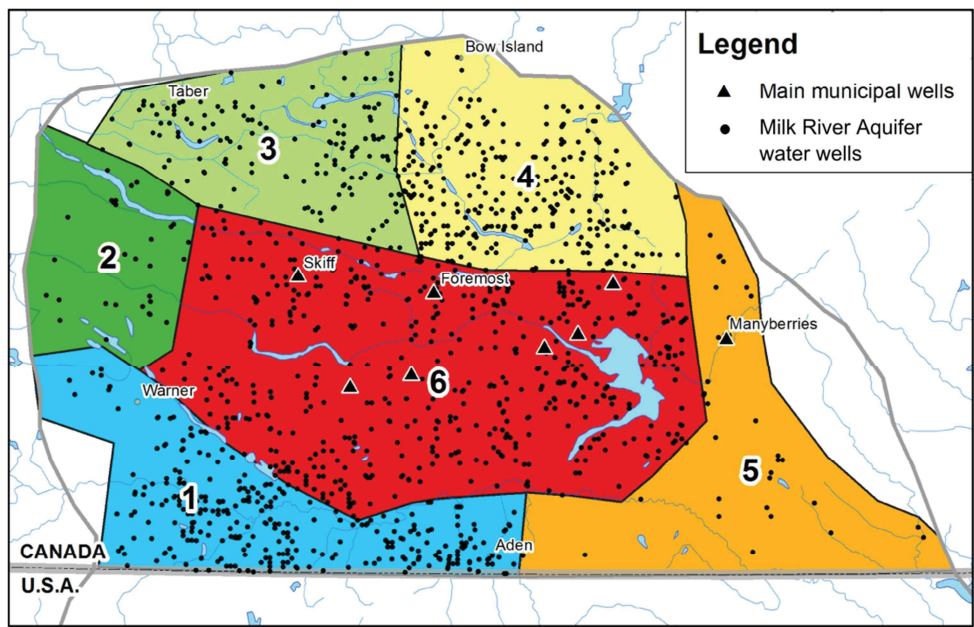 Bow Island
Legend
Main municipal wells
Milk River Aquifer
water wells
Taber
3
4
2
Skiff
Foremost
Manyberries
6
Warner
5
1
Aden
CANADA
U.S.A.